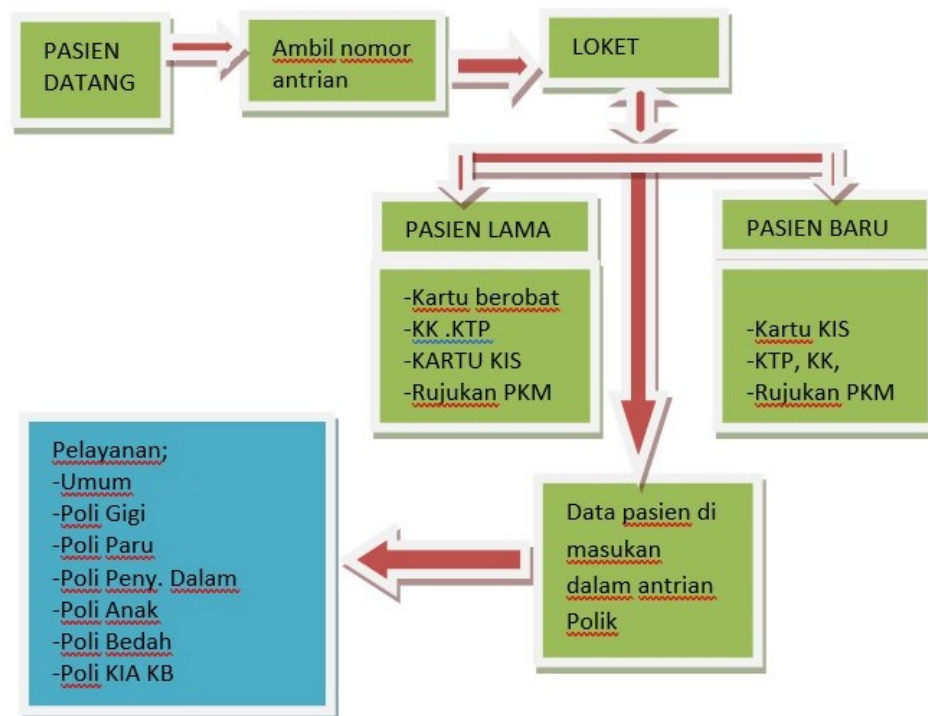 PASIEN
DATANG
Ambil nomor
antrian
LOKET
PASIEN LAMA
-Kartu berobat
-KK .KTP
-KARTU KIS
-Rujukan PKM
PASIEN BARU
-Kartu KIS
-KTP, KK,
-Rujukan PKM
Data pasien di
masukan
dalam antrian
Polik
Pelayanan;
-Umum
-Poli Gigi
-Poli Paru
-Poli Peny. Dalam
-Poli Anak
-Poli Bedah
-Poli KIA KB